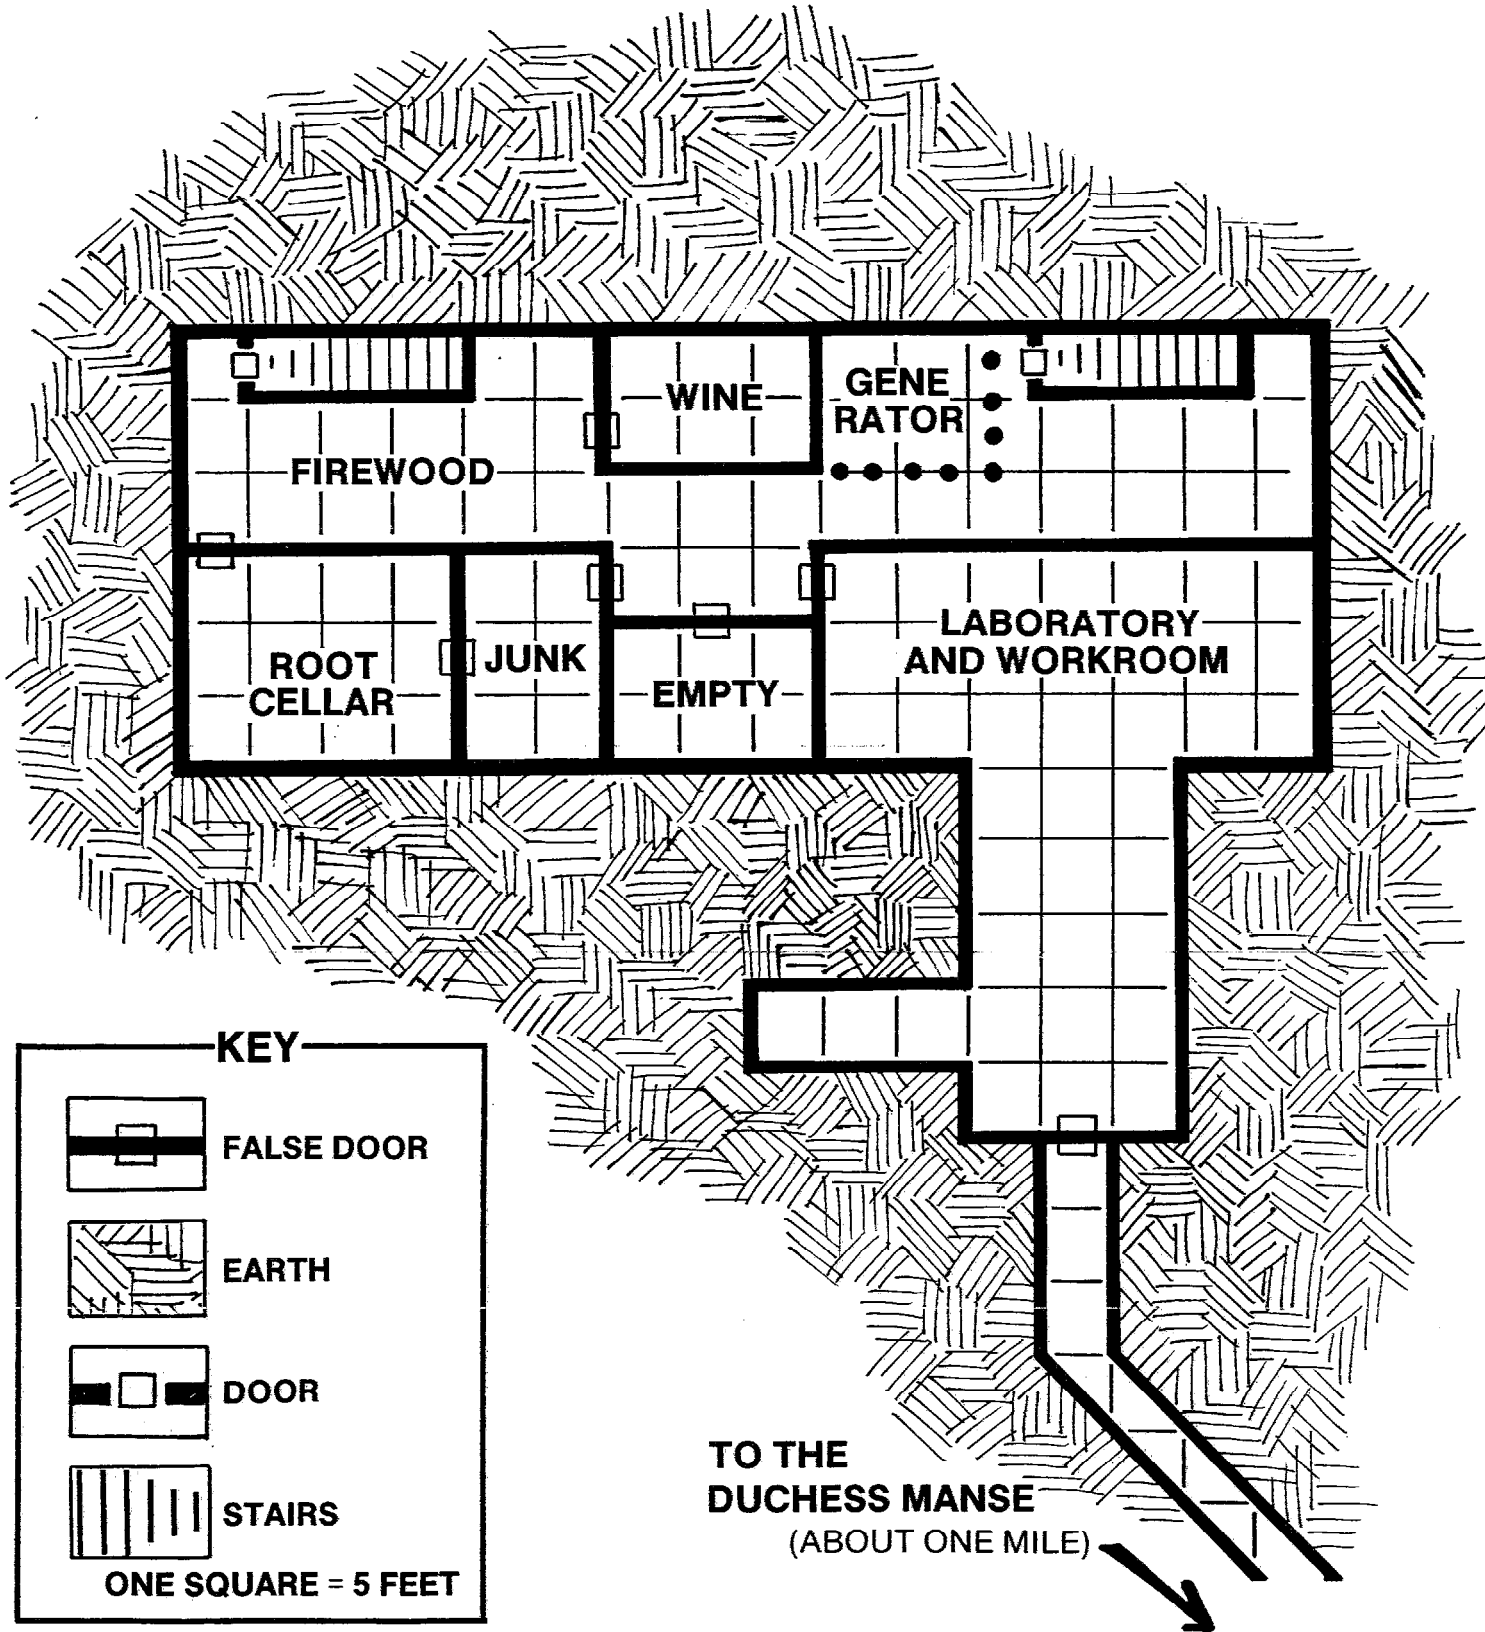 WINE
GENE
RATOR
FIREWOOD
LABORATORY
AND WORKROOM
ROOT
CELLAR
JUNK
EMPTY
KEY
FALSE DOOR
EARTH
DOOR
STAIRS
ONE SQUARE = 5 FEET
TO THE
DUCHESS MANSE
(ABOUT ONE MILE)